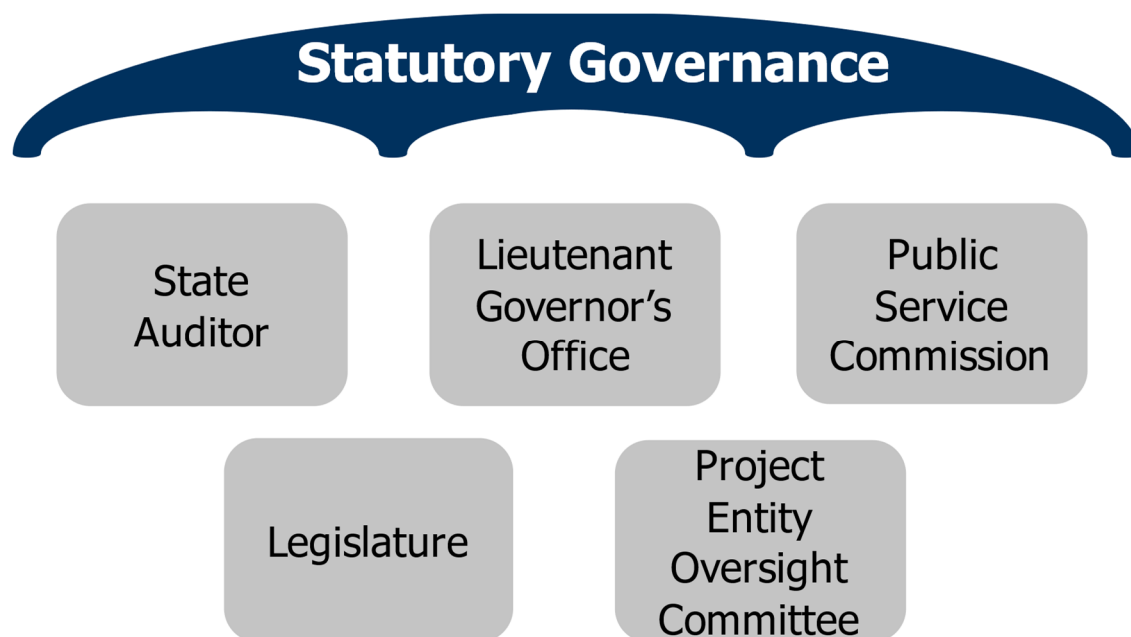 Statutory Governance
State
Auditor
Lieutenant
Governor’s
Office
Public
Service
Commission
Legislature
Project
Entity
Oversight
Committee